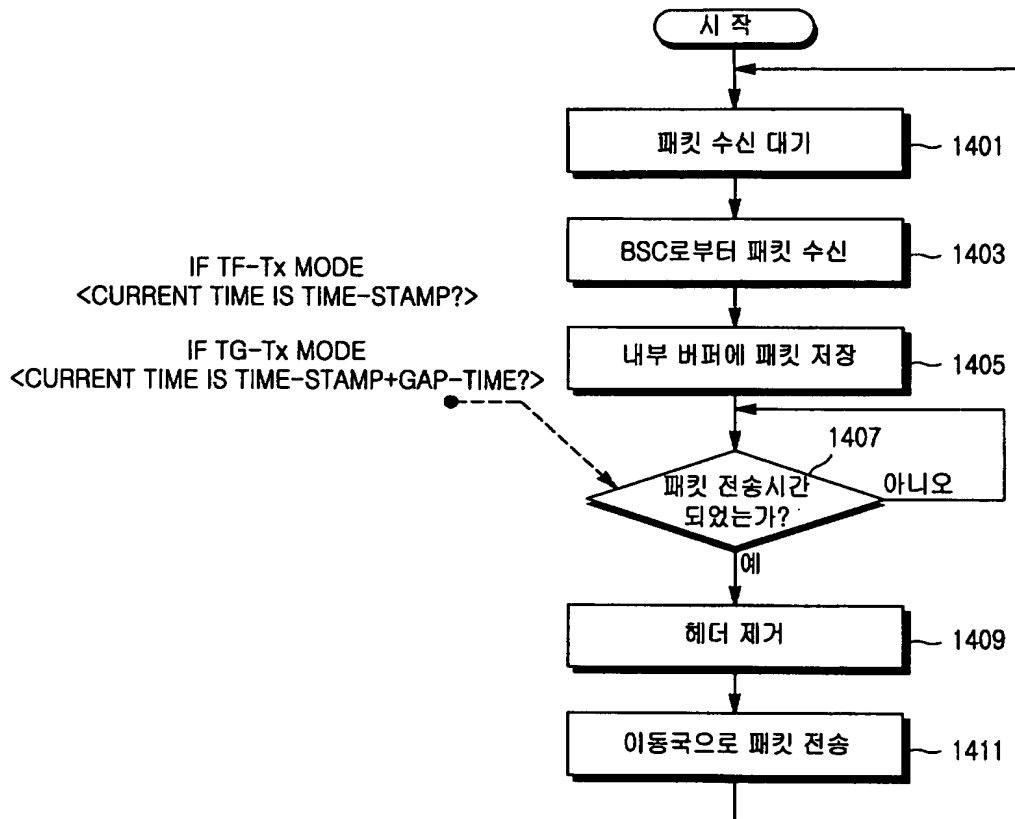 시 작
패킷 수신 대기
1401
BSC로부터 패킷 수신
1403
IF TF-Tx MODE
<CURRENT TIME IS TIME-STAMP?>
내부 버퍼에 패킷 저장
1405
IF TG-Tx MODE
<CURRENT TIME IS TIME-STAMP+GAP-TIME?>
1407
패킷 전송시간
되었는가?
아니오
예
헤더 제거
1409
이동국으로 패킷 전송
1411